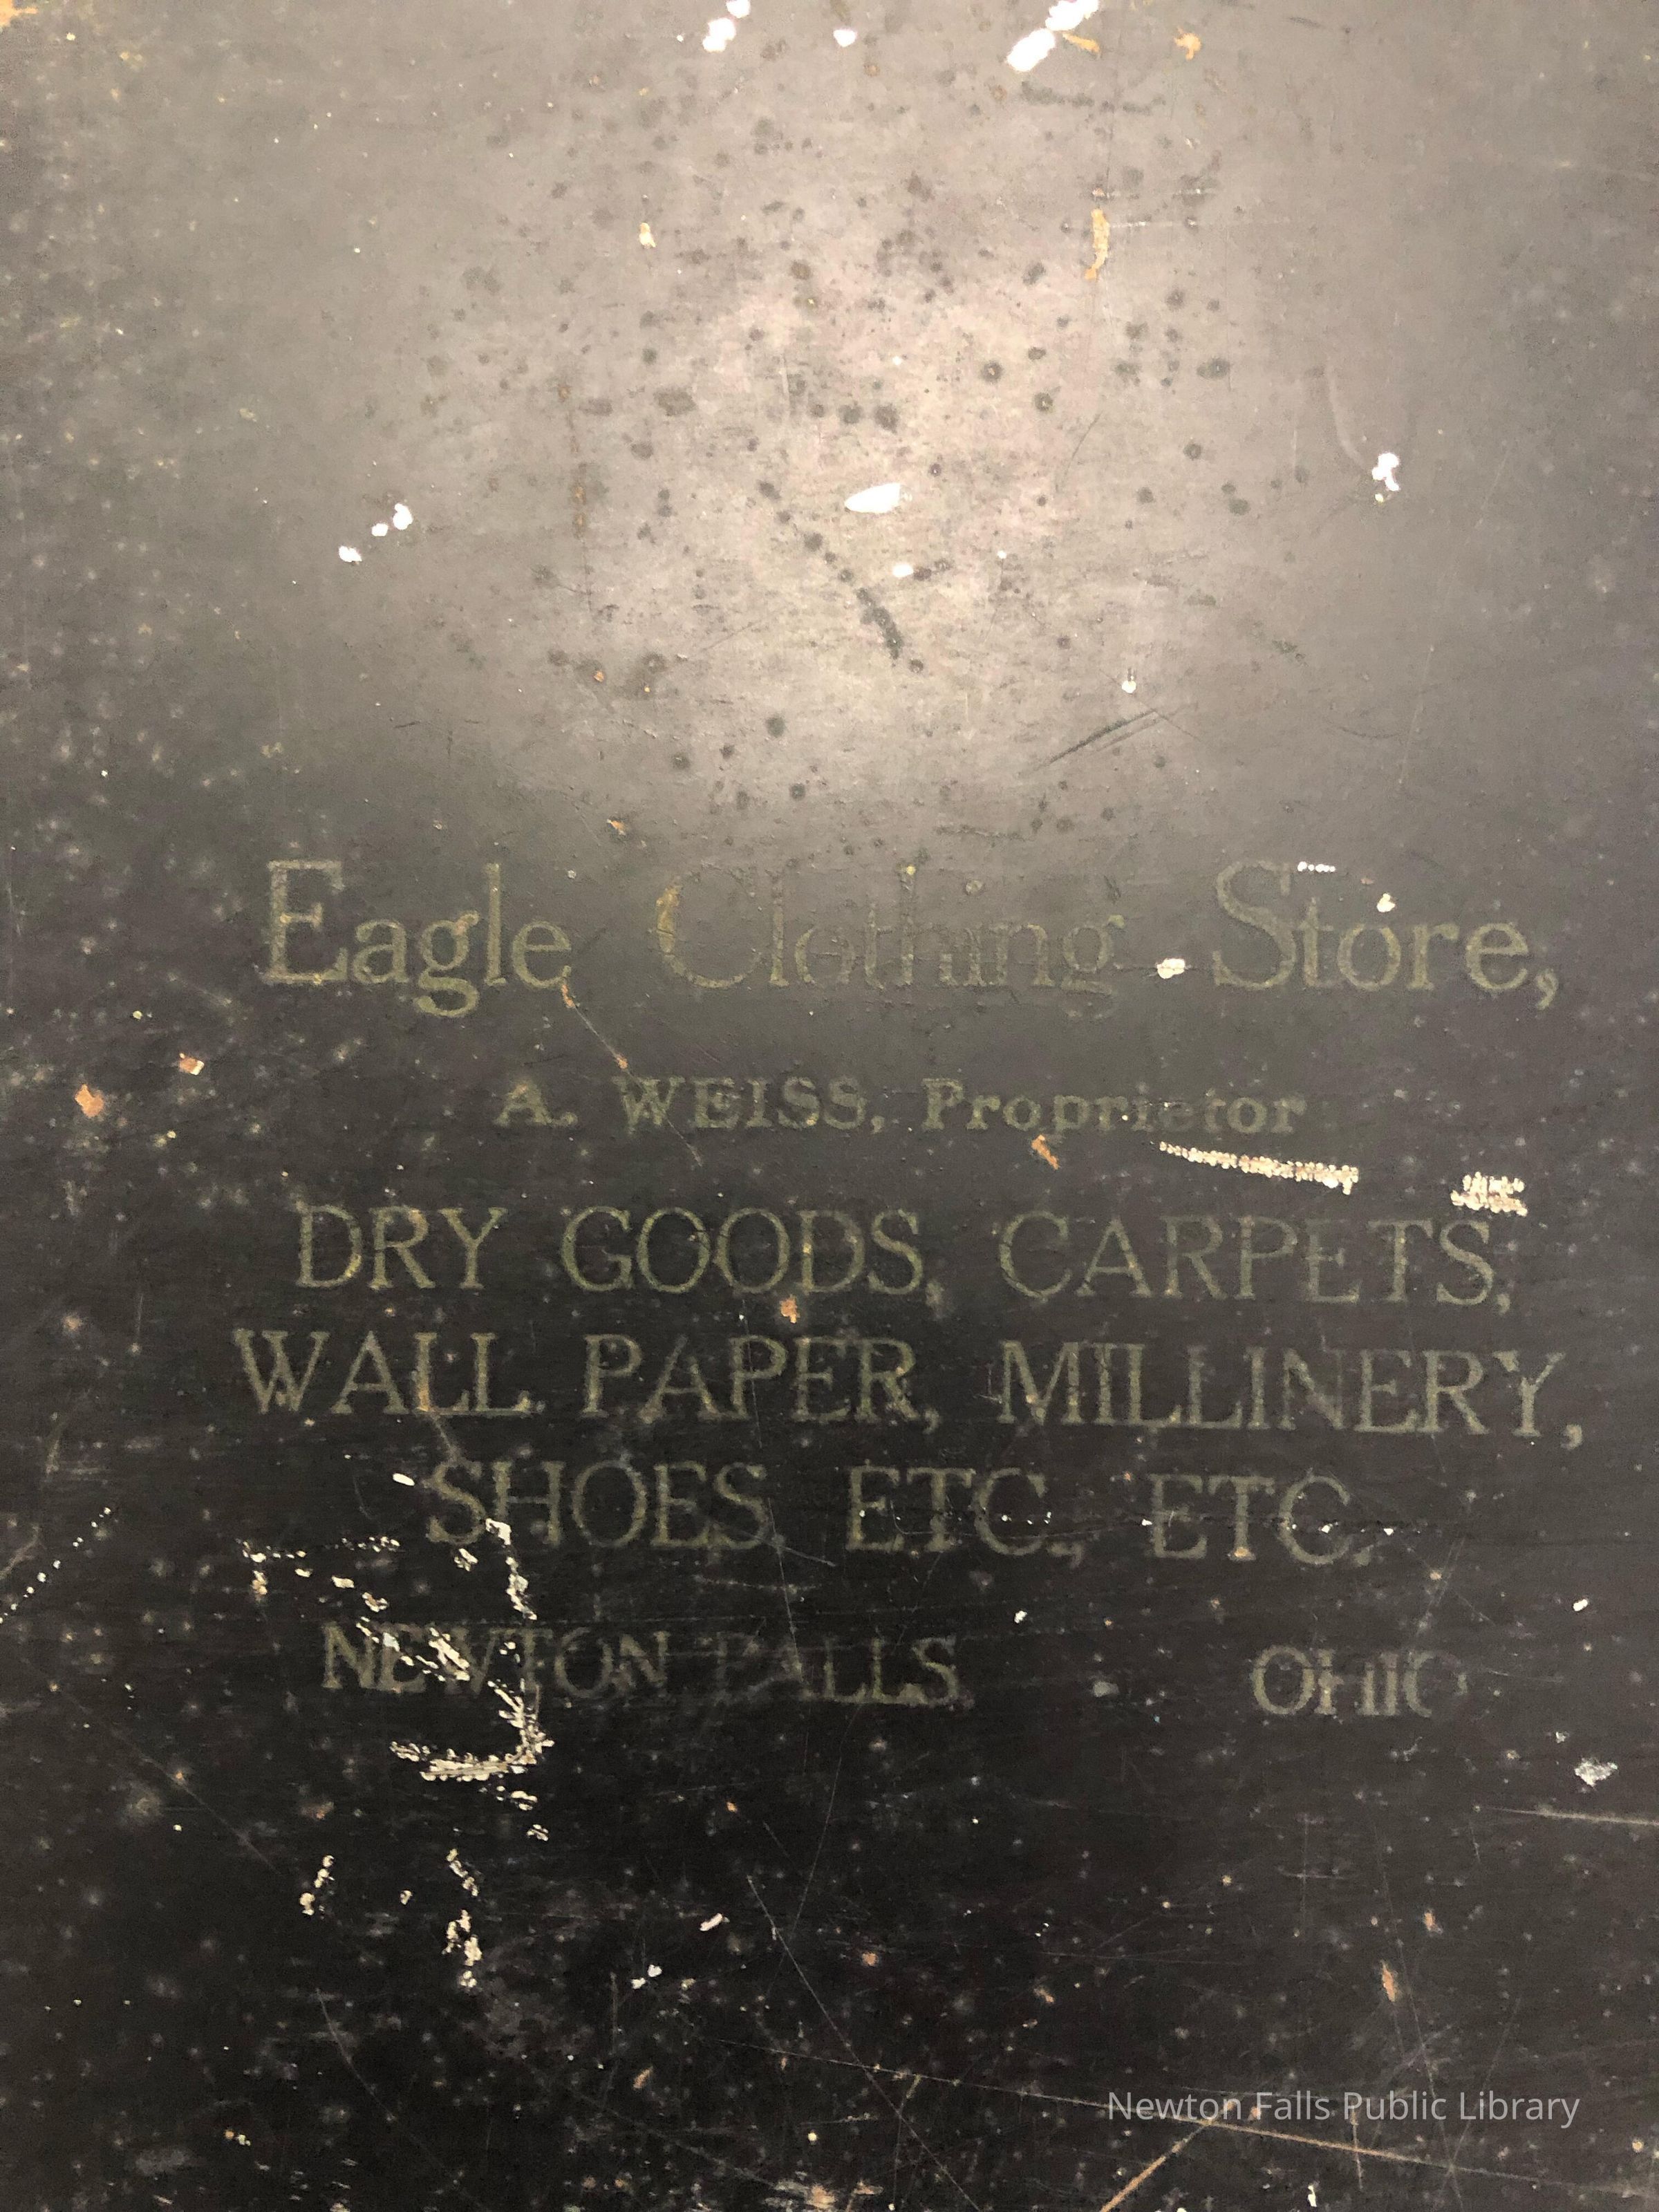 Eagle Clothing Store,
A. WEISS, Proprietor
DRY GOODS, CARPETS,
WALL PAPER, MILLINERY,
SHOES ETC., ETC.
NEWTON FALLS OHIO
Newton Falls Public Library